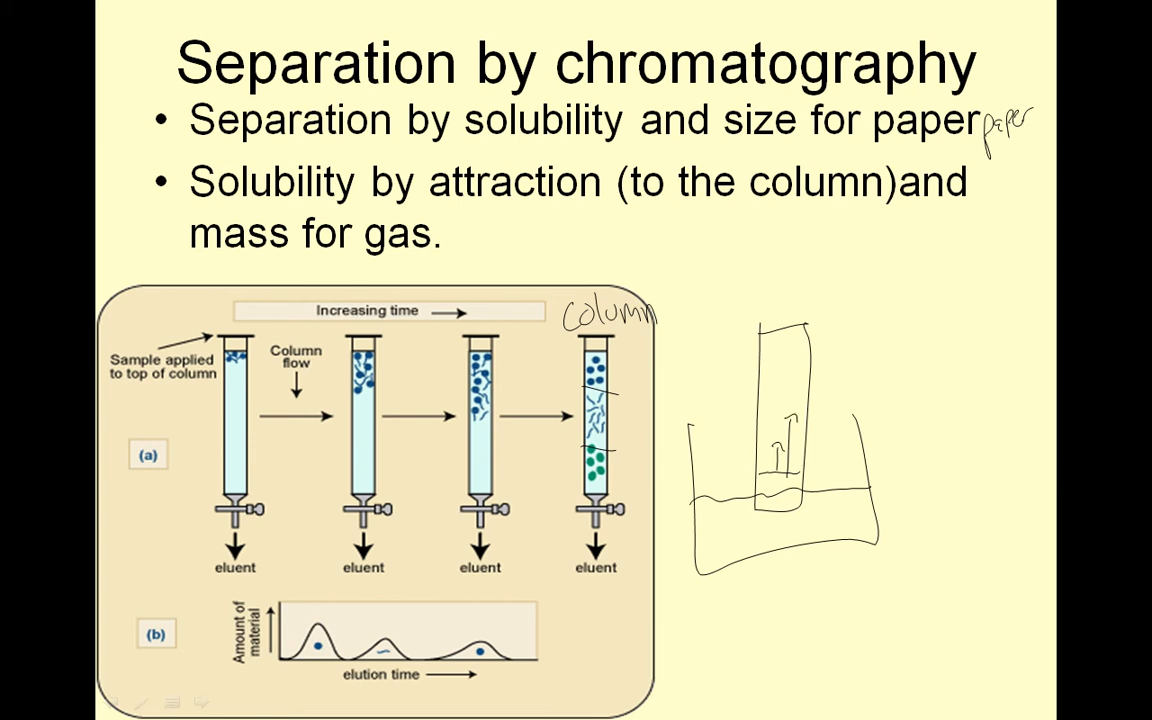 Separation by chromatography
• Separation by solubility and size for paper paper
• Solubility by attraction (to the column)and
mass for gas.
column
Increasing time
Sample applied
to top of column
Column
flow
(a)
eluent eluent eluent eluent
(b)
Amount of
material
elution time